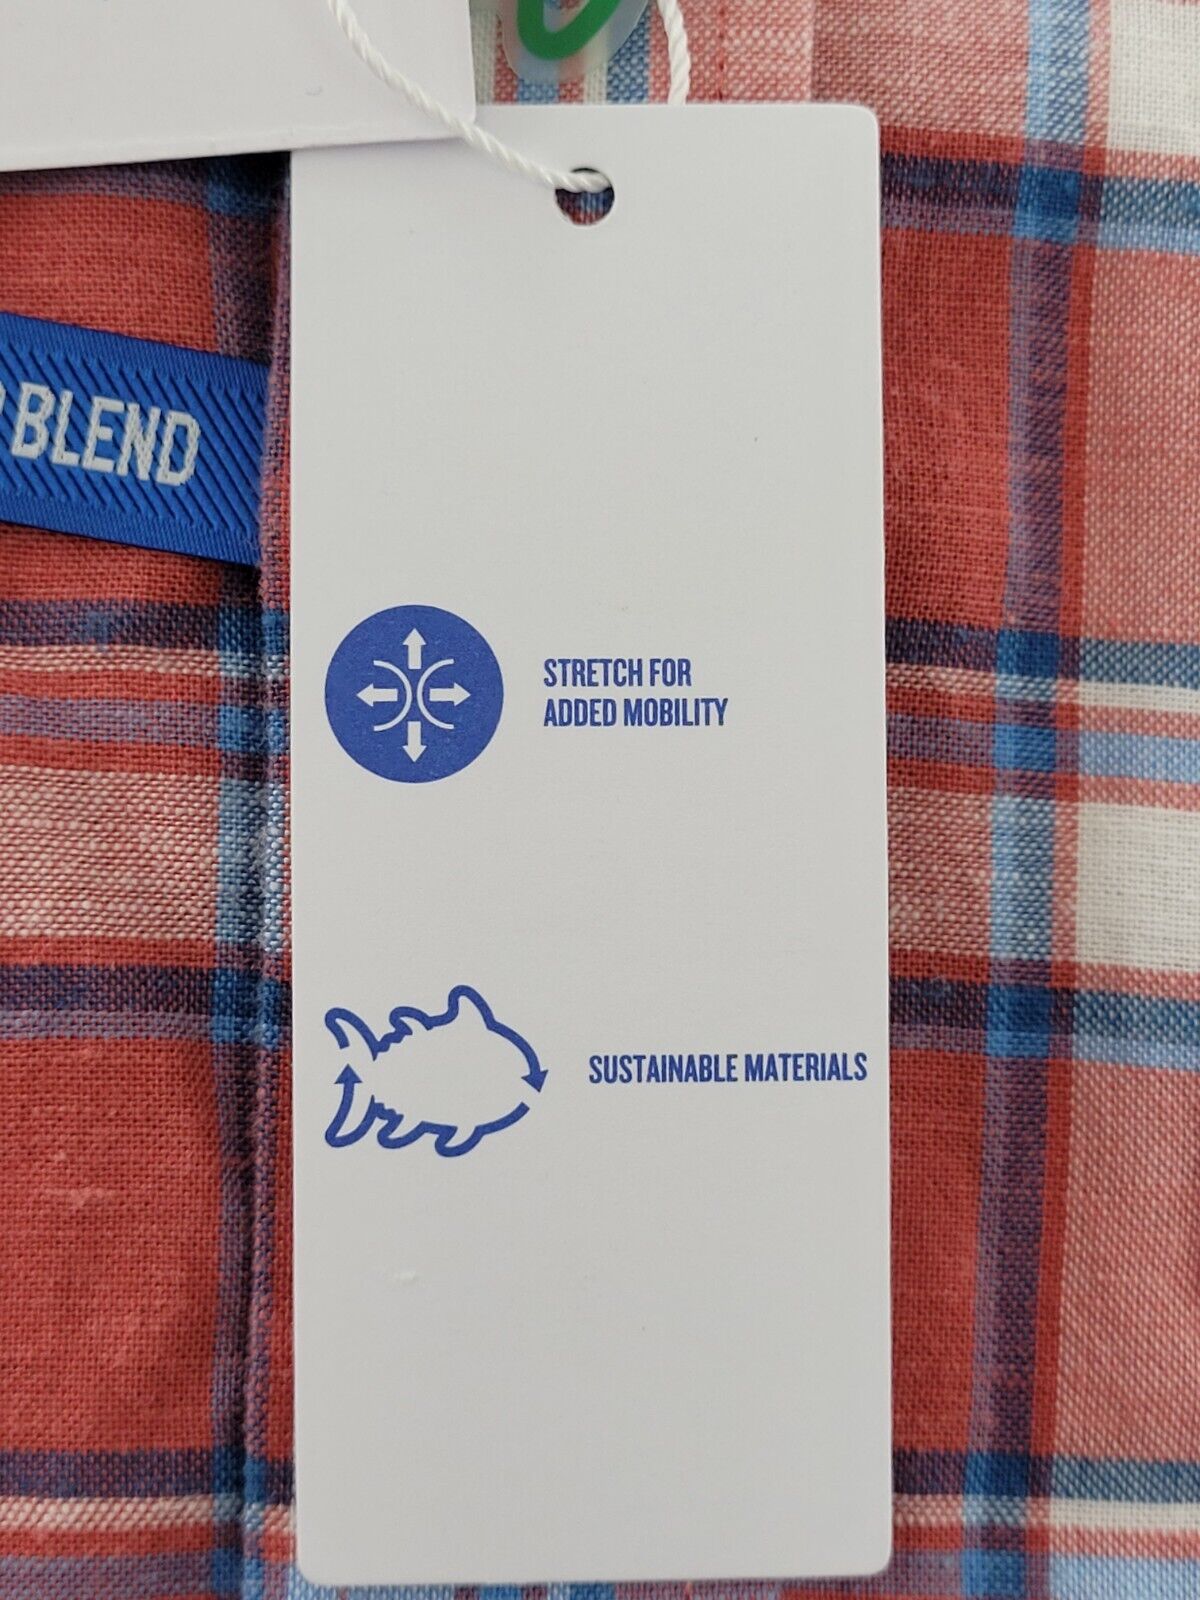 BLEND
STRETCH FOR
ADDED MOBILITY
SUSTAINABLE MATERIALS